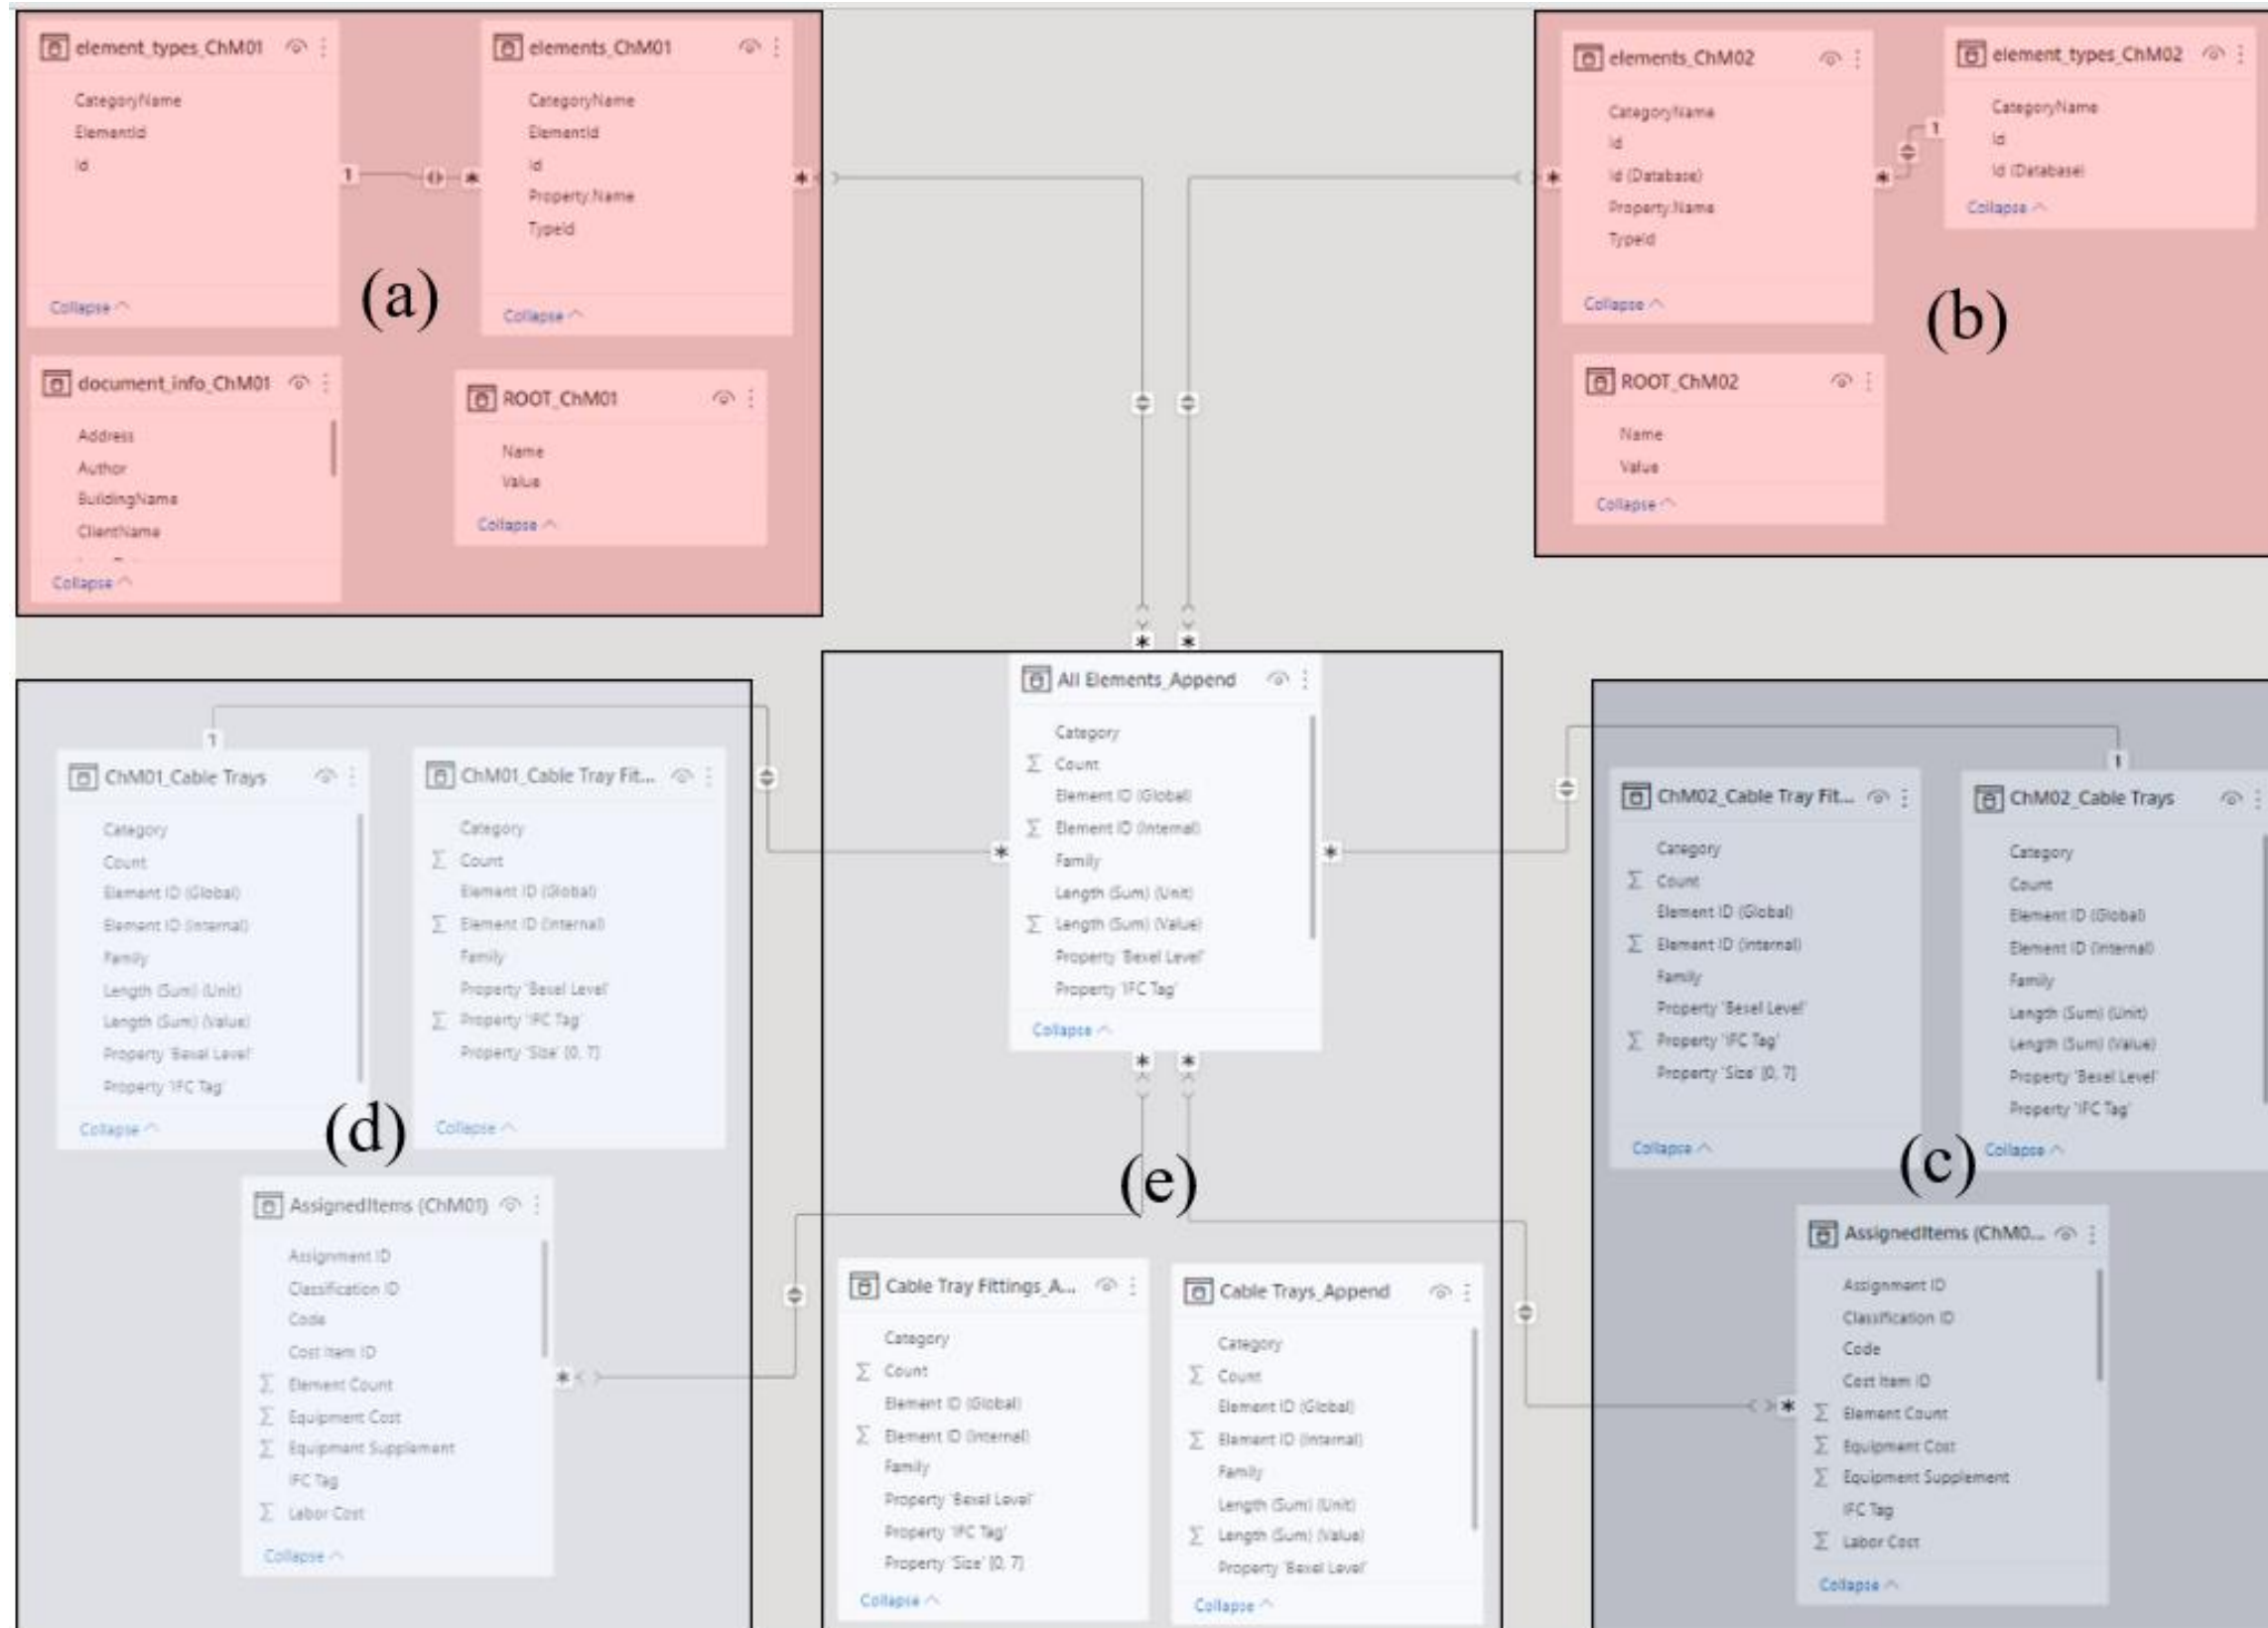 element_types_ChM01
CategoryName
ElementId
Id
Collapse
elements_ChM01
CategoryName
ElementId
Id
Property.Name
TypeId
Collapse
1
*
*
(a)
document_info_ChM01
Address
Author
BuildingName
ClientName
Collapse
ROOT_ChM01
Name
Value
Collapse
elements_ChM02
CategoryName
Id
Id (Database)
Property.Name
TypeId
Collapse
element_types_ChM02
CategoryName
Id
Id (Database)
Collapse
*
*
1
(b)
ROOT_ChM02
Name
Value
Collapse
*
*
All Elements_Append
Category
Σ Count
Element ID (Global)
Σ Element ID (Internal)
Family
Length (Sum) (Unit)
Σ Length (Sum) (Value)
Property 'Bexel Level'
Property 'IFC Tag'
Collapse
*
*
*
*
(e)
Cable Tray Fittings_A...
Category
Σ Count
Element ID (Global)
Σ Element ID (Internal)
Family
Property 'Bexel Level'
Property 'IFC Tag'
Property 'Size' [0, 7]
Collapse
Cable Trays_Append
Category
Σ Count
Element ID (Global)
Σ Element ID (Internal)
Family
Length (Sum) (Unit)
Σ Length (Sum) (Value)
Property 'Bexel Level'
Collapse
1
ChM01_Cable Trays
Category
Count
Element ID (Global)
Element ID (Internal)
Family
Length (Sum) (Unit)
Length (Sum) (Value)
Property 'Bexel Level'
Property 'IFC Tag'
Collapse
ChM01_Cable Tray Fit...
Category
Σ Count
Element ID (Global)
Σ Element ID (Internal)
Family
Property 'Bexel Level'
Σ Property 'IFC Tag'
Property 'Size' [0, 7]
Collapse
(d)
AssignedItems (ChM01)
Assignment ID
Classification ID
Code
Cost Item ID
Σ Element Count
Σ Equipment Cost
Σ Equipment Supplement
IFC Tag
Σ Labor Cost
Collapse
*
1
ChM02_Cable Tray Fit...
Category
Σ Count
Element ID (Global)
Σ Element ID (Internal)
Family
Property 'Bexel Level'
Σ Property 'IFC Tag'
Property 'Size' [0, 7]
Collapse
ChM02_Cable Trays
Category
Count
Element ID (Global)
Element ID (Internal)
Family
Length (Sum) (Unit)
Length (Sum) (Value)
Property 'Bexel Level'
Property 'IFC Tag'
Collapse
(c)
AssignedItems (ChM0...
Assignment ID
Classification ID
Code
Cost Item ID
Σ Element Count
Σ Equipment Cost
Σ Equipment Supplement
IFC Tag
Σ Labor Cost
Collapse
*